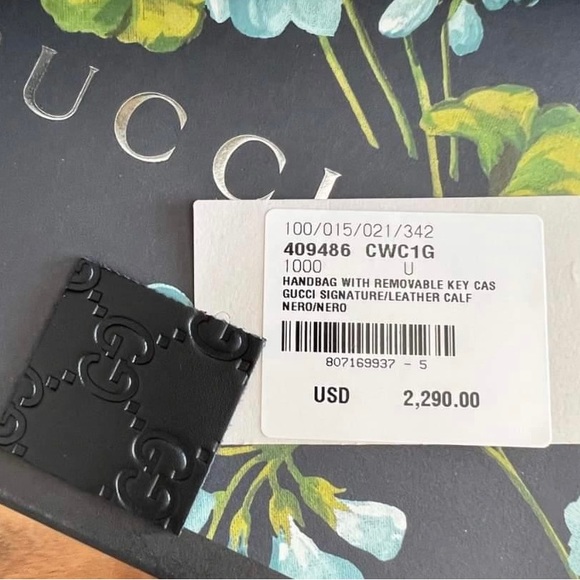 UCCI
100/015/021/342
409486 CWC1G
1000 U
HANDBAG WITH REMOVABLE KEY CAS
GUCCI SIGNATURE/LEATHER CALF
NERO/NERO
807169937 - 5
USD 2,290.00